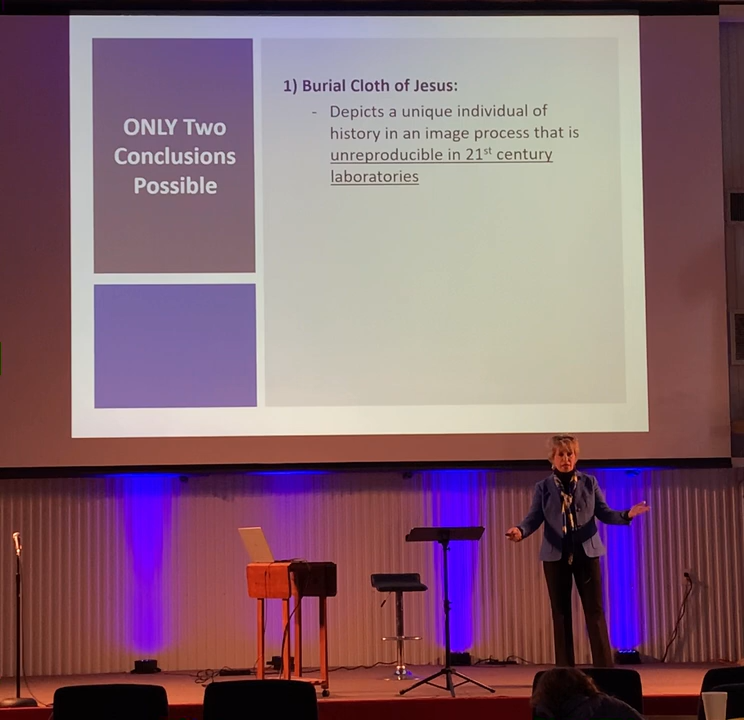 ONLY Two
Conclusions
Possible
1) Burial Cloth of Jesus:
- Depicts a unique individual of
history in an image process that is
unreproducible in 21st century
laboratories